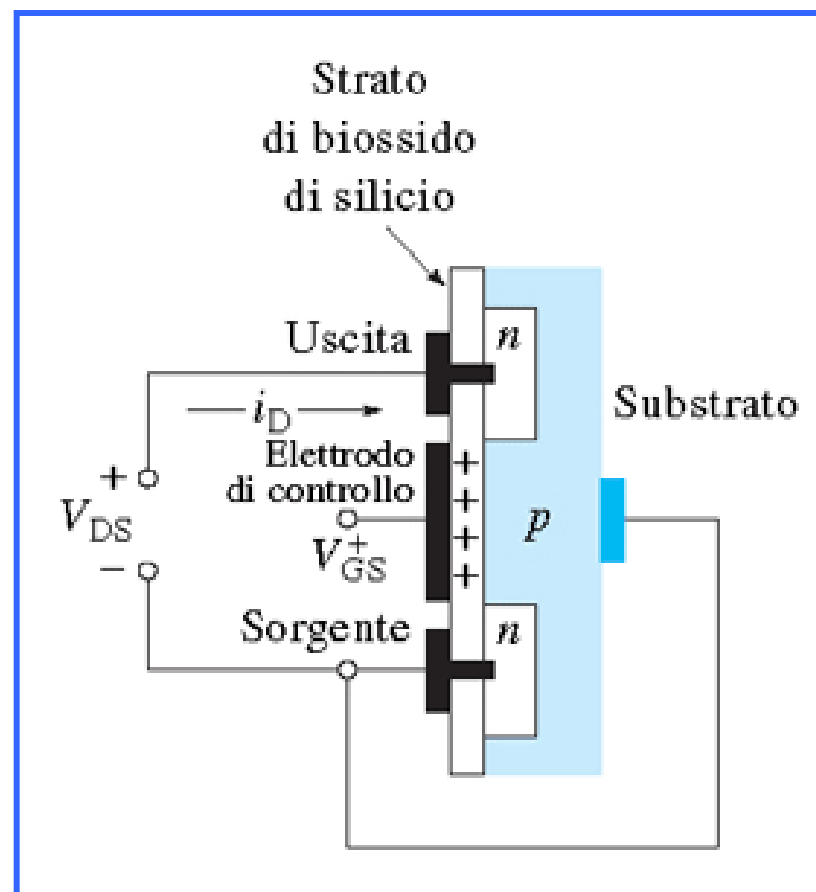 Strato
di biossido
di silicio
Uscita
n
i_D
Substrato
Elettrodo
di controllo
+
+
+
+
+
V_DS
−
p
+
V_GS
Sorgente
n